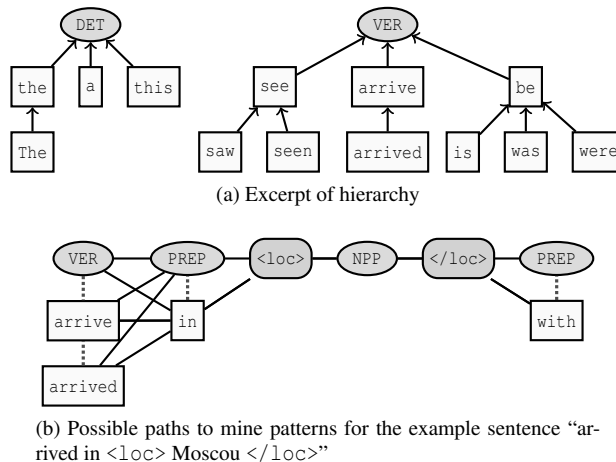 DET VER
the a this see arrive be
The saw seen arrived is was were
(a) Excerpt of hierarchy
VER PREP <loc> NPP </loc> PREP
arrive in with
arrived
(b) Possible paths to mine patterns for the example sentence “ar-
rived in <loc> Moscou </loc>”